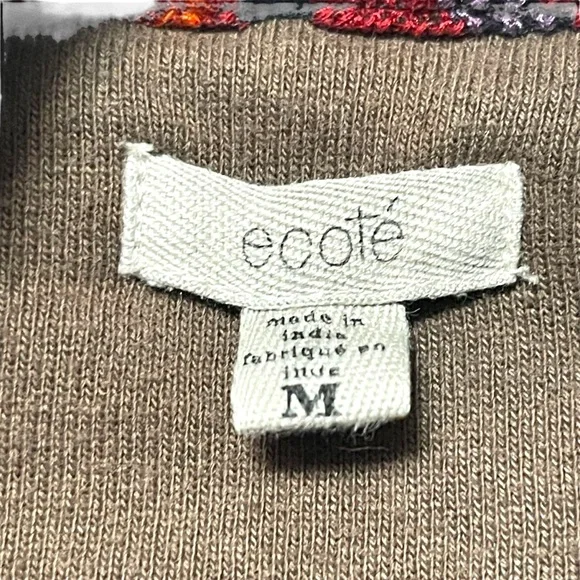 ecoté
made in
india
fabriqué en
inde
M